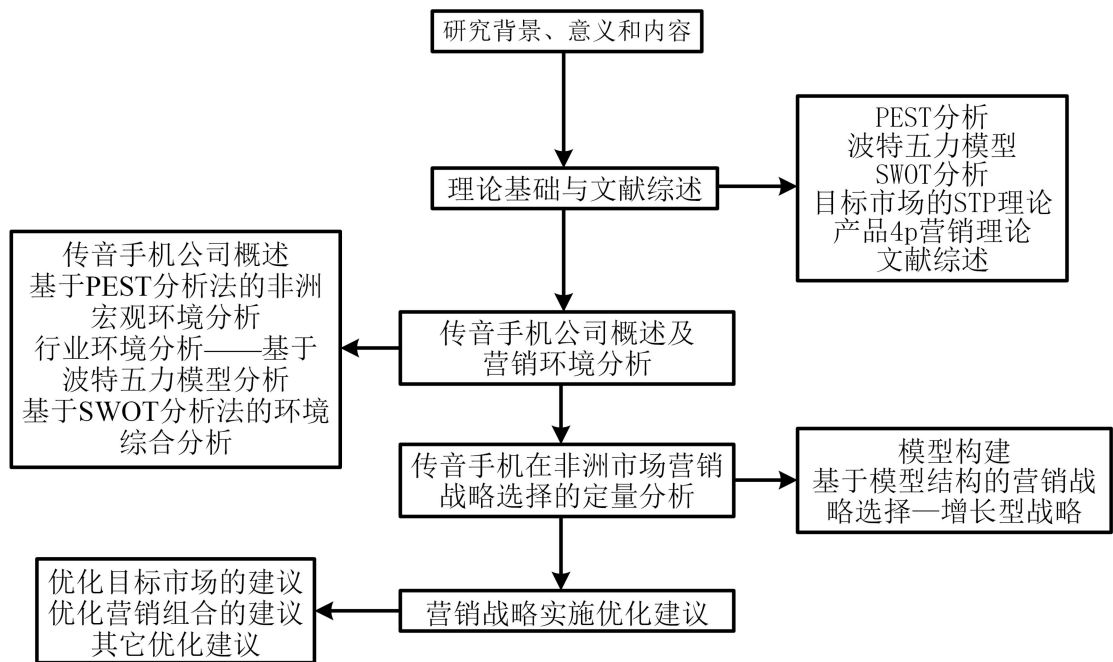 研究背景、意义和内容
理论基础与文献综述
PEST分析
波特五力模型
SWOT分析
目标市场的STP理论
产品4p营销理论
文献综述
传音手机公司概述及
营销环境分析
传音手机公司概述
基于PEST分析法的非洲
宏观环境分析
行业环境分析——基于
波特五力模型分析
基于SWOT分析法的环境
综合分析
传音手机在非洲市场营销
战略选择的定量分析
模型构建
基于模型结构的营销战
略选择—增长型战略
营销战略实施优化建议
优化目标市场的建议
优化营销组合的建议
其它优化建议